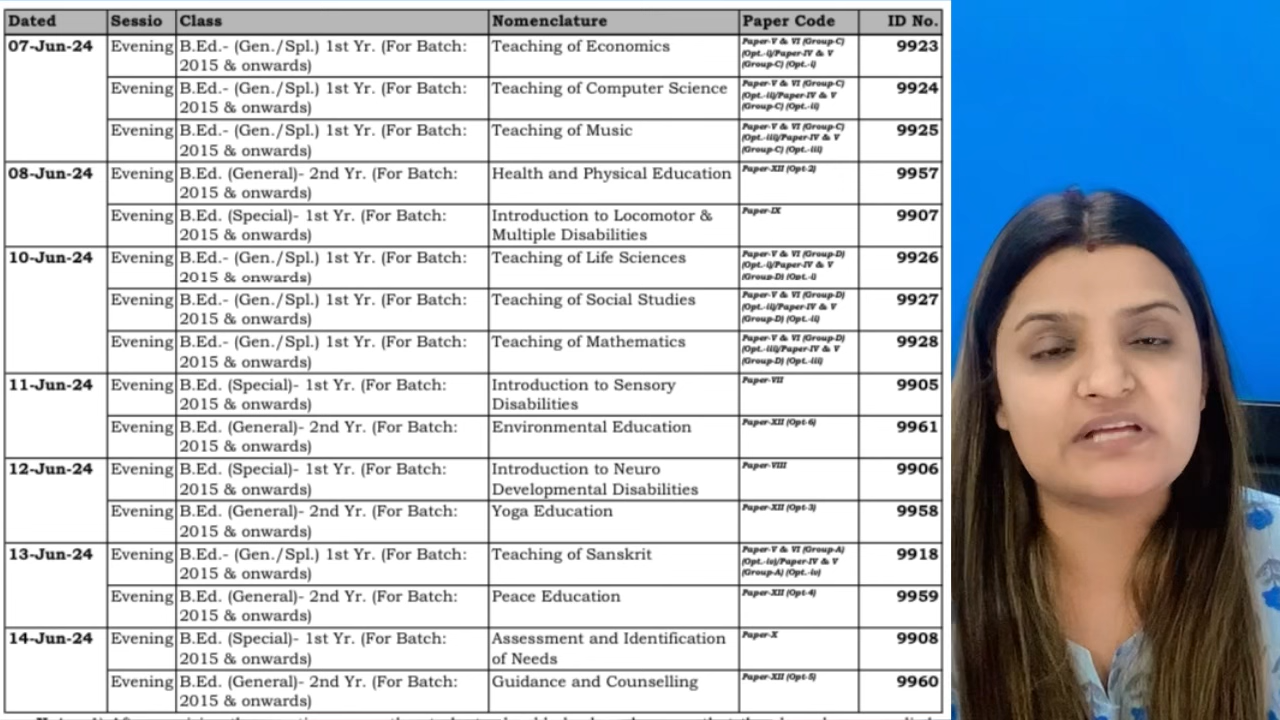 Dated Sessio Class Nomenclature Paper Code ID No.
07-Jun-24 Evening B.Ed.- (Gen./Spl.) 1st Yr. (For Batch: Teaching of Economics Paper-V & VI (Group-C) 9923
2015 & onwards) (Opt.-i)/Paper-IV & V
(Group-C) (Opt.-i)
Evening B.Ed.- (Gen./Spl.) 1st Yr. (For Batch: Teaching of Computer Science Paper-V & VI (Group-C) 9924
2015 & onwards) (Opt.-ii)/Paper-IV & V
(Group-C) (Opt.-ii)
Evening B.Ed.- (Gen./Spl.) 1st Yr. (For Batch: Teaching of Music Paper-V & VI (Group-C) 9925
2015 & onwards) (Opt.-iii)/Paper-IV & V
(Group-C) (Opt.-iii)
08-Jun-24 Evening B.Ed. (General)- 2nd Yr. (For Batch: Health and Physical Education Paper-XII (Opt-2) 9957
2015 & onwards)
Evening B.Ed. (Special)- 1st Yr. (For Batch: Introduction to Locomotor & Paper-IX 9907
2015 & onwards) Multiple Disabilities
10-Jun-24 Evening B.Ed.- (Gen./Spl.) 1st Yr. (For Batch: Teaching of Life Sciences Paper-V & VI (Group-D) 9926
2015 & onwards) (Opt.-i)/Paper-IV & V
(Group-D) (Opt.-i)
Evening B.Ed.- (Gen./Spl.) 1st Yr. (For Batch: Teaching of Social Studies Paper-V & VI (Group-D) 9927
2015 & onwards) (Opt.-ii)/Paper-IV & V
(Group-D) (Opt.-ii)
Evening B.Ed.- (Gen./Spl.) 1st Yr. (For Batch: Teaching of Mathematics Paper-V & VI (Group-D) 9928
2015 & onwards) (Opt.-iii)/Paper-IV & V
(Group-D) (Opt.-iii)
11-Jun-24 Evening B.Ed. (Special)- 1st Yr. (For Batch: Introduction to Sensory Paper-VII 9905
2015 & onwards) Disabilities
Evening B.Ed. (General)- 2nd Yr. (For Batch: Environmental Education Paper-XII (Opt-6) 9961
2015 & onwards)
12-Jun-24 Evening B.Ed. (Special)- 1st Yr. (For Batch: Introduction to Neuro Paper-VIII 9906
2015 & onwards) Developmental Disabilities
Evening B.Ed. (General)- 2nd Yr. (For Batch: Yoga Education Paper-XII (Opt-3) 9958
2015 & onwards)
13-Jun-24 Evening B.Ed.- (Gen./Spl.) 1st Yr. (For Batch: Teaching of Sanskrit Paper-V & VI (Group-A) 9918
2015 & onwards) (Opt.-iv)/Paper-IV & V
(Group-A) (Opt.-iv)
Evening B.Ed. (General)- 2nd Yr. (For Batch: Peace Education Paper-XII (Opt-4) 9959
2015 & onwards)
14-Jun-24 Evening B.Ed. (Special)- 1st Yr. (For Batch: Assessment and Identification Paper-X 9908
2015 & onwards) of Needs
Evening B.Ed. (General)- 2nd Yr. (For Batch: Guidance and Counselling Paper-XII (Opt-5) 9960
2015 & onwards)